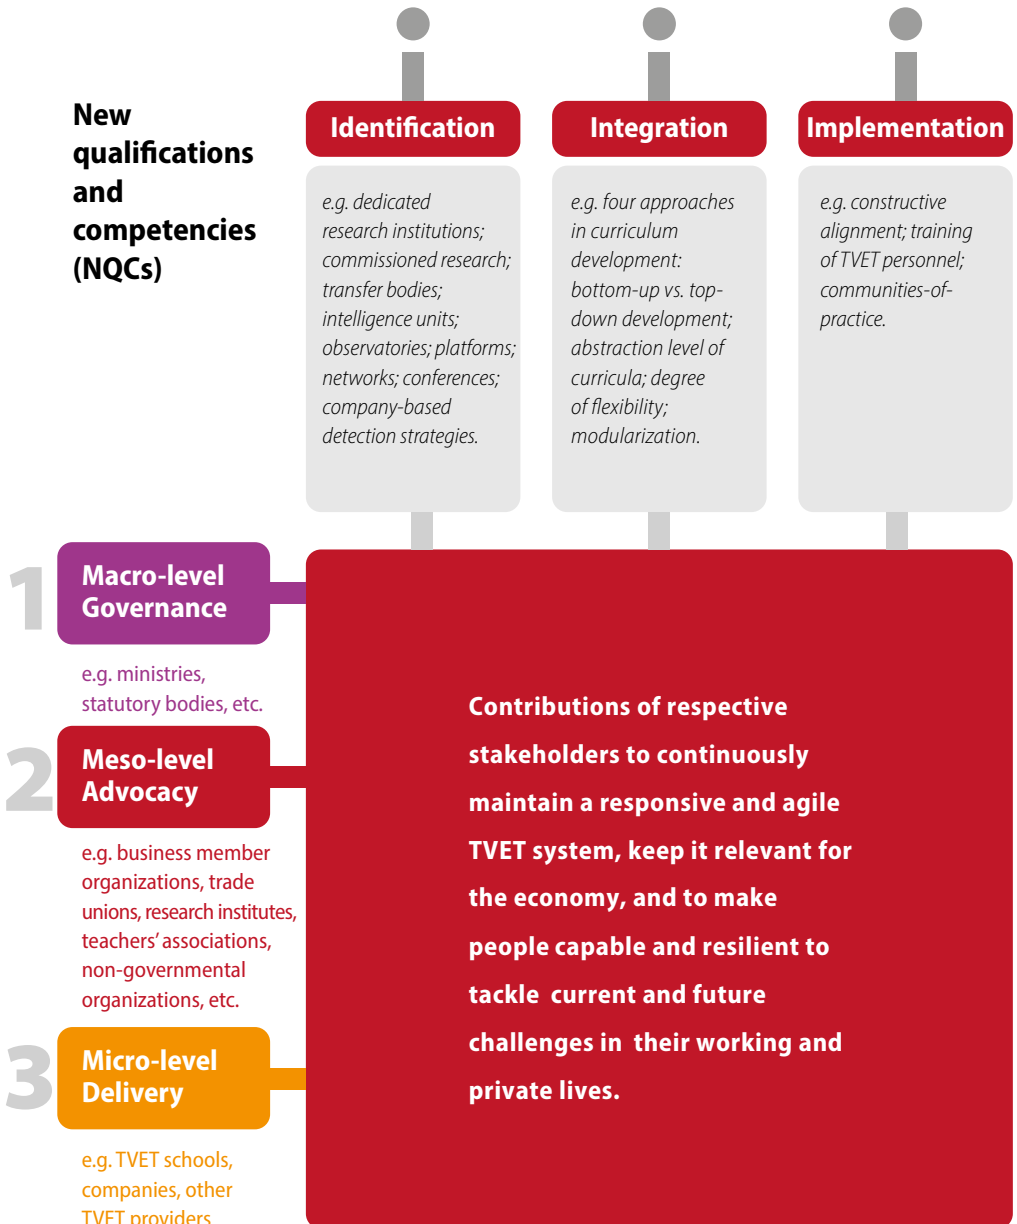 New
qualifications
and
competencies
(NQCs)
Identification
e.g. dedicated
research institutions;
commissioned research;
transfer bodies;
intelligence units;
observatories; platforms;
networks; conferences;
company-based
detection strategies.
Integration
e.g. four approaches
in curriculum
development:
bottom-up vs. top-
down development;
abstraction level of
curricula; degree
of flexibility;
modularization.
Implementation
e.g. constructive
alignment; training
of TVET personnel;
communities-of-
practice.
1
Macro-level
Governance
e.g. ministries,
statutory bodies, etc.
2
Meso-level
Advocacy
e.g. business member
organizations, trade
unions, research institutes,
teachers’ associations,
non-governmental
organizations, etc.
3
Micro-level
Delivery
e.g. TVET schools,
companies, other
TVET providers
Contributions of respective
stakeholders to continuously
maintain a responsive and agile
TVET system, keep it relevant for
the economy, and to make
people capable and resilient to
tackle current and future
challenges in their working and
private lives.